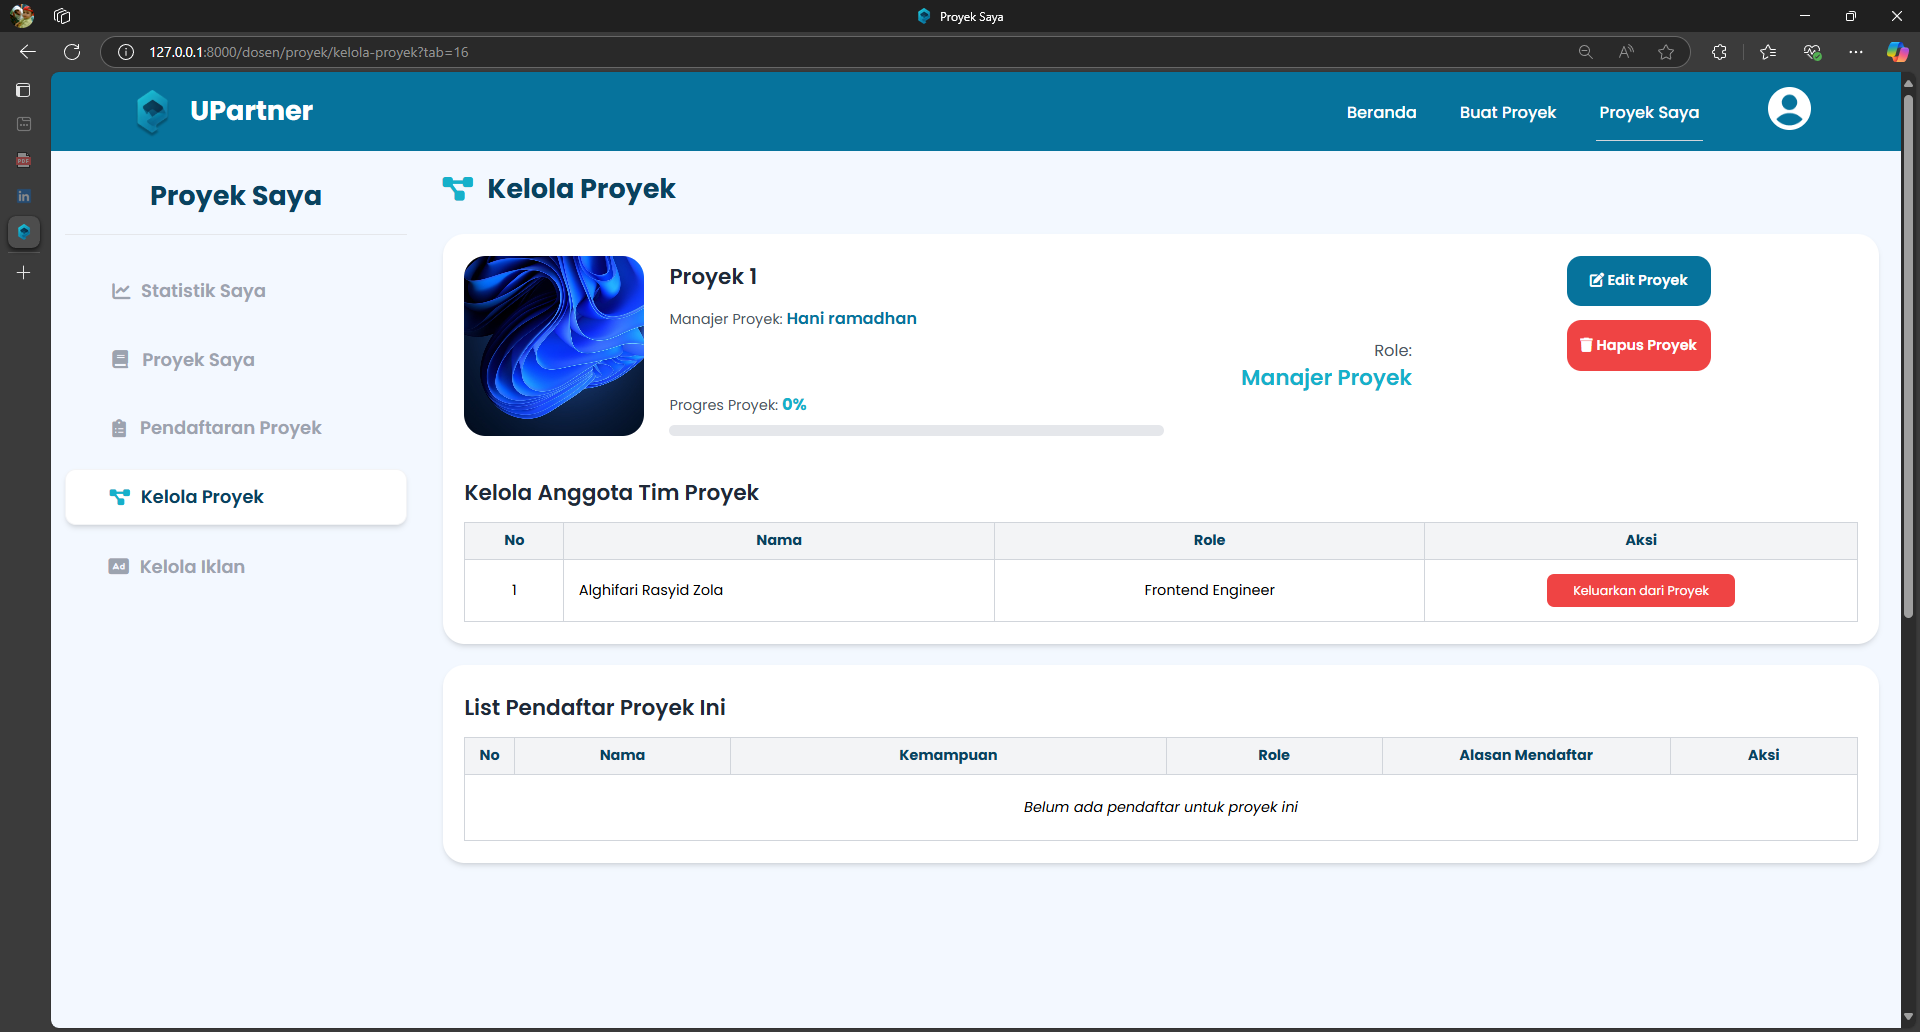 Proyek Saya
127.0.0.1:8000/dosen/proyek/kelola-proyek?tab=16
UPartner
Beranda
Buat Proyek
Proyek Saya
Proyek Saya
Statistik Saya
Proyek Saya
Pendaftaran Proyek
Kelola Proyek
Ad Kelola Iklan
Kelola Proyek
Proyek 1
Manajer Proyek: Hani ramadhan
Progres Proyek: 0%
Role:
Manajer Proyek
Edit Proyek
Hapus Proyek
Kelola Anggota Tim Proyek
No Nama Role Aksi
1 Alghifari Rasyid Zola Frontend Engineer Keluarkan dari Proyek
List Pendaftar Proyek Ini
No Nama Kemampuan Role Alasan Mendaftar Aksi
Belum ada pendaftar untuk proyek ini
PDF
in